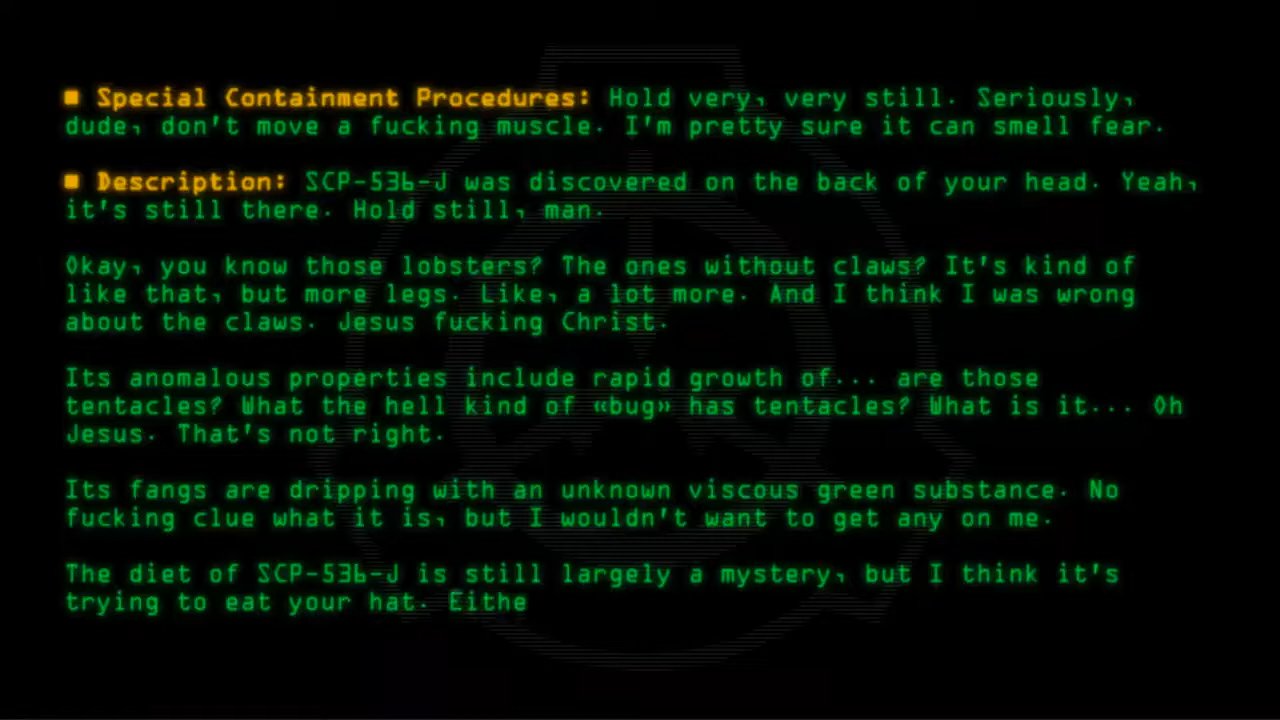 ■ Special Containment Procedures: Hold very, very still. Seriously,
dude, don't move a fucking muscle. I'm pretty sure it can smell fear.
■ Description: SCP-536-J was discovered on the back of your head. Yeah,
it's still there. Hold still, man.
Okay, you know those lobsters? The ones without claws? It's kind of
like that, but more legs. Like, a lot more. And I think I was wrong
about the claws. Jesus fucking Christ.
Its anomalous properties include rapid growth of... are those
tentacles? What the hell kind of «bug» has tentacles? What is it... Oh
Jesus. That's not right.
Its fangs are dripping with an unknown viscous green substance. No
fucking clue what it is, but I wouldn't want to get any on me.
The diet of SCP-536-J is still largely a mystery, but I think it's
trying to eat your hat. Eithe